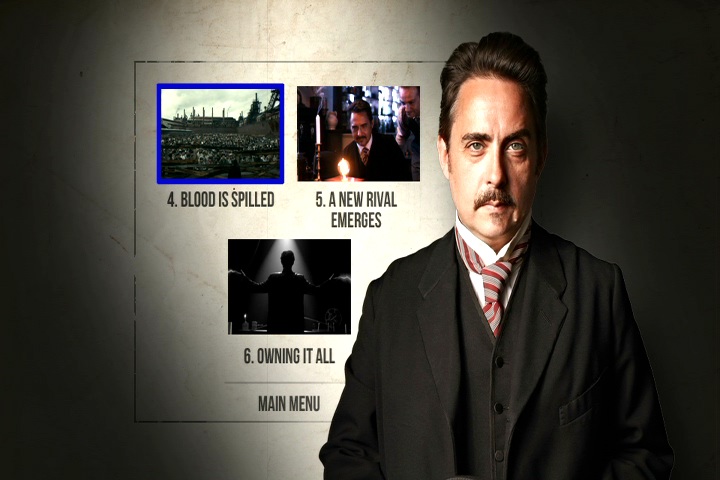 4. BLOOD IS SPILLED
5. A NEW RIVAL
EMERGES
6. OWNING IT ALL
MAIN MENU